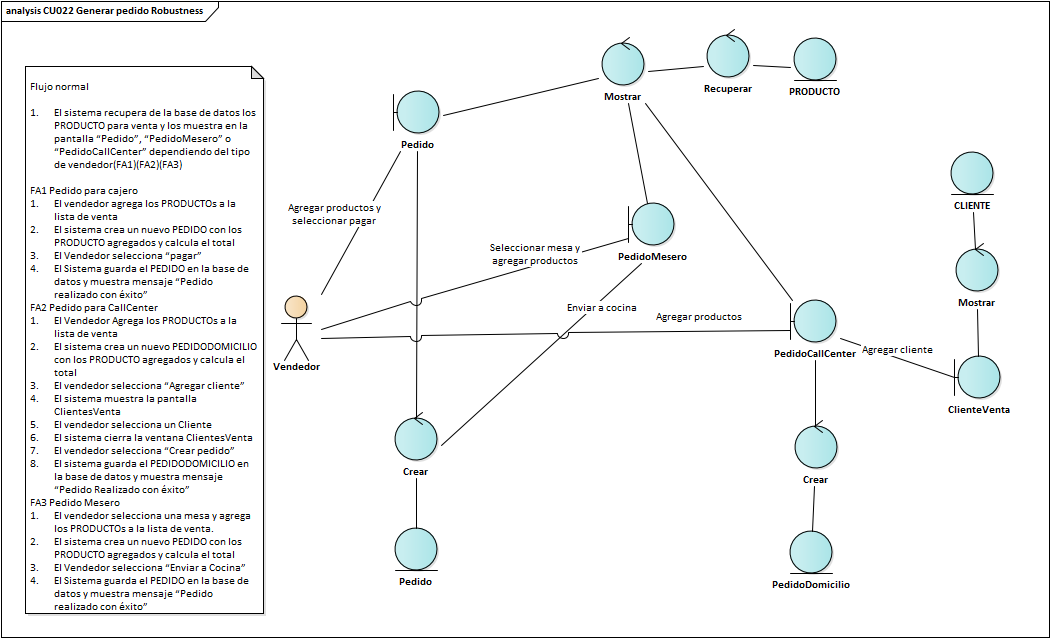 analysis CU022 Generar pedido Robustness
Flujo normal
1. El sistema recupera de la base de datos los
PRODUCTO para venta y los muestra en la
pantalla “Pedido”, “PedidoMesero” o
“PedidoCallCenter” dependiendo del tipo
de vendedor(FA1)(FA2)(FA3)
FA1 Pedido para cajero
1. El vendedor agrega los PRODUCTOs a la
lista de venta
2. El sistema crea un nuevo PEDIDO con los
PRODUCTO agregados y calcula el total
3. El Vendedor selecciona “pagar”
4. El Sistema guarda el PEDIDO en la base de
datos y muestra mensaje “Pedido
realizado con éxito”
FA2 Pedido para CallCenter
1. El Vendedor Agrega los PRODUCTOs a la
lista de venta
2. El sistema crea un nuevo PEDIDODOMICILIO
con los PRODUCTO agregados y calcula el
total
3. El vendedor selecciona “Agregar cliente”
4. El sistema muestra la pantalla
ClientesVenta
5. El vendedor selecciona un Cliente
6. El sistema cierra la ventana ClientesVenta
7. El vendedor selecciona “Crear pedido”
8. El sistema guarda el PEDIDODOMICILIO en
la base de datos y muestra mensaje
“Pedido Realizado con éxito”
FA3 Pedido Mesero
1. El vendedor selecciona una mesa y agrega
los PRODUCTOs a la lista de venta.
2. El sistema crea un nuevo PEDIDO con los
PRODUCTO agregados y calcula el total
3. El Vendedor selecciona “Enviar a Cocina”
4. El Sistema guarda el PEDIDO en la base de
datos y muestra mensaje “Pedido
realizado con éxito”
Mostrar
Recuperar
PRODUCTO
Pedido
Agregar productos y
seleccionar pagar
CLIENTE
Seleccionar mesa y
agregar productos
PedidoMesero
Mostrar
Enviar a cocina
Agregar productos
Vendedor
PedidoCallCenter
Agregar cliente
ClienteVenta
Crear
Crear
Pedido
PedidoDomicilio